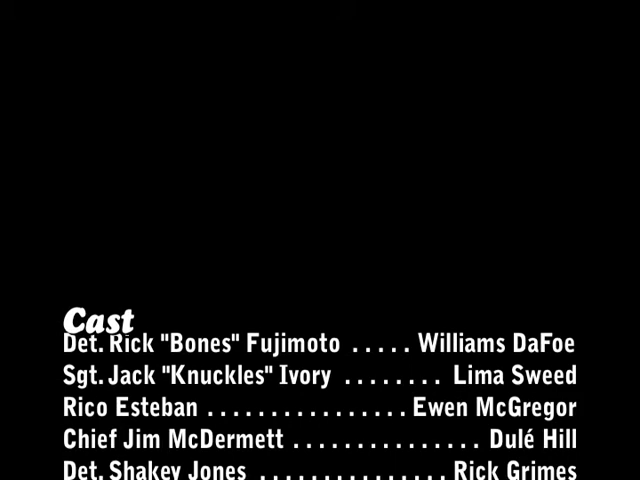 Cast
Det. Rick "Bones" Fujimoto ..... Williams DaFoe
Sgt. Jack "Knuckles" Ivory ........ Lima Sweed
Rico Esteban ................ Ewen McGregor
Chief Jim McDermett ............... Dulé Hill
Det. Shakey Jones ............... Rick Grimes